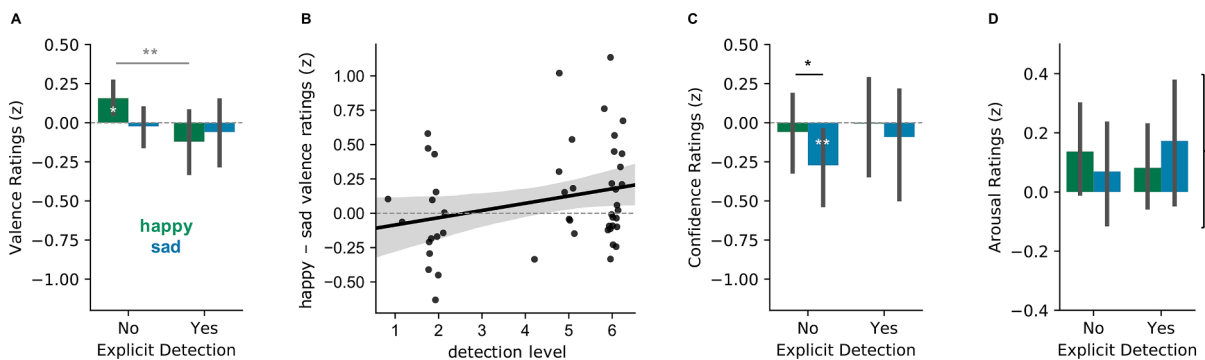 A
Valence Ratings (z)
0.50
0.25
0.00
−0.25
−0.50
−0.75
−1.00
**
*
happy
sad
No Yes
Explicit Detection
B
happy − sad valence ratings (z)
1.00
0.75
0.50
0.25
0.00
−0.25
−0.50
1 2 3 4 5 6
detection level
C
Confidence Ratings (z)
0.50
0.25
0.00
−0.25
−0.50
−0.75
−1.00
*
**
No Yes
Explicit Detection
D
Arousal Ratings (z)
0.4
0.2
0.0
0.2
−0.4
No Yes
Explicit Detection